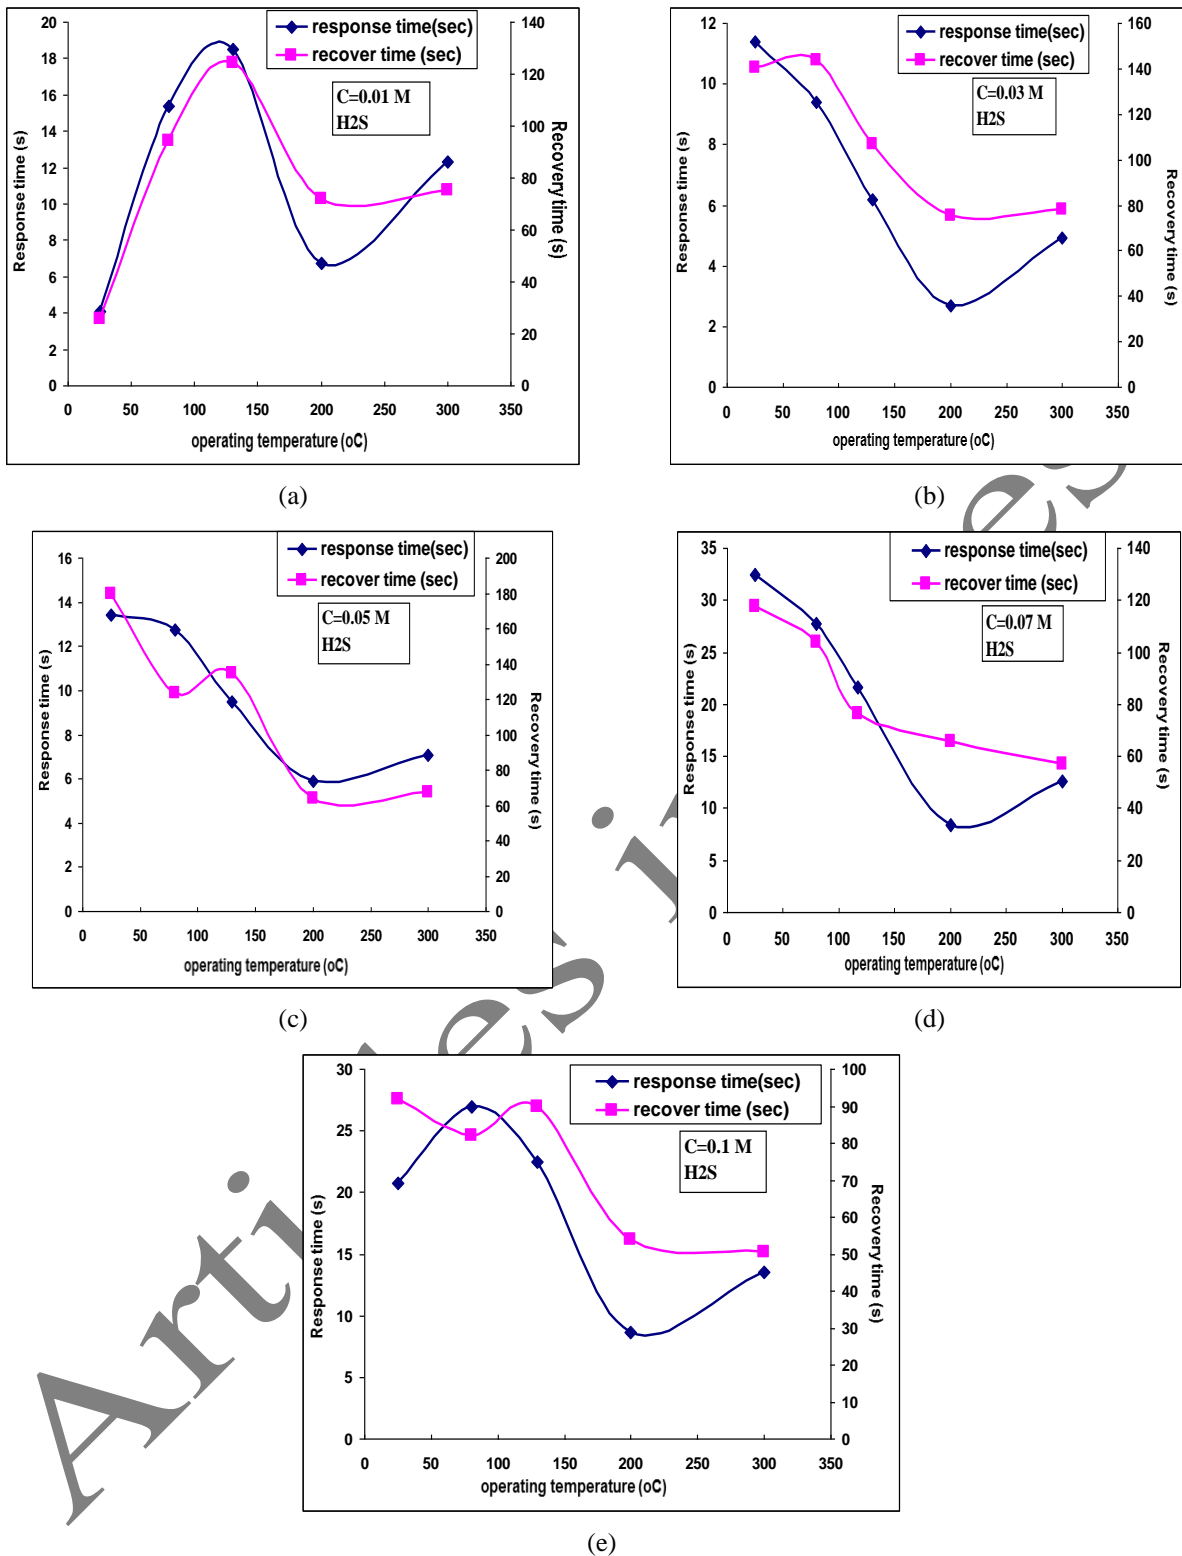 response time(sec)
recover time (sec)
C=0.01 M
H2S
Response time (s)
20
18
16
14
12
10
8
6
4
2
0
140
120
100
80
60
40
20
0
Recovery time (s)
0 50 100 150 200 250 300 350
operating temperature (oC)
(a)
response time(sec)
recover time (sec)
C=0.03 M
H2S
Response time (s)
12
10
8
6
4
2
0
160
140
120
100
80
60
40
20
0
Recovery time (s)
0 50 100 150 200 250 300 350
operating temperature (oC)
(b)
response time(sec)
recover time (sec)
C=0.05 M
H2S
Response time (s)
16
14
12
10
8
6
4
2
0
200
180
160
140
120
100
80
60
40
20
0
Recovery time (s)
0 50 100 150 200 250 300 350
operating temperature (oC)
(c)
response time(sec)
recover time (sec)
C=0.07 M
H2S
Response time (s)
35
30
25
20
15
10
5
0
140
120
100
80
60
40
20
0
Recovery time (s)
0 50 100 150 200 250 300 350
operating temperature (oC)
(d)
response time(sec)
recover time (sec)
C=0.1 M
H2S
Response time (s)
30
25
20
15
10
5
0
100
90
80
70
60
50
40
30
20
10
0
Recovery time (s)
0 50 100 150 200 250 300 350
operating temperature (oC)
(e)